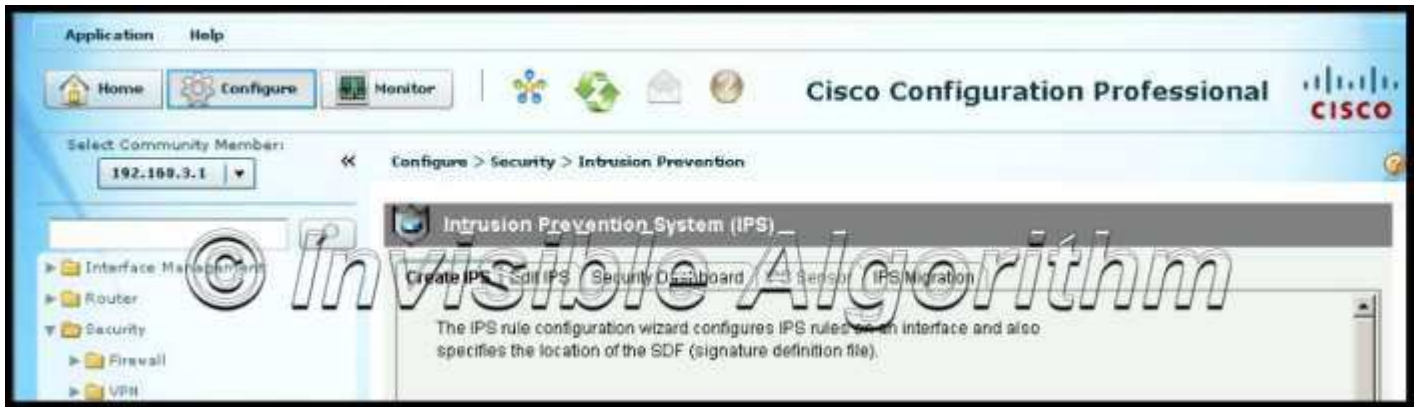 Application Help
Home Configure Monitor Cisco Configuration Professional CISCO
Select Community Member:
192.168.3.1
Configure > Security > Intrusion Prevention
Intrusion Prevention System (IPS)
Create IPS Edit IPS Security Dashboard IPS Sensor IPS Migration
© Invisible Algorithm
Interface Management
Router
Security
Firewall
VPN
The IPS rule configuration wizard configures IPS rules on an interface and also
specifies the location of the SDF (signature definition file).